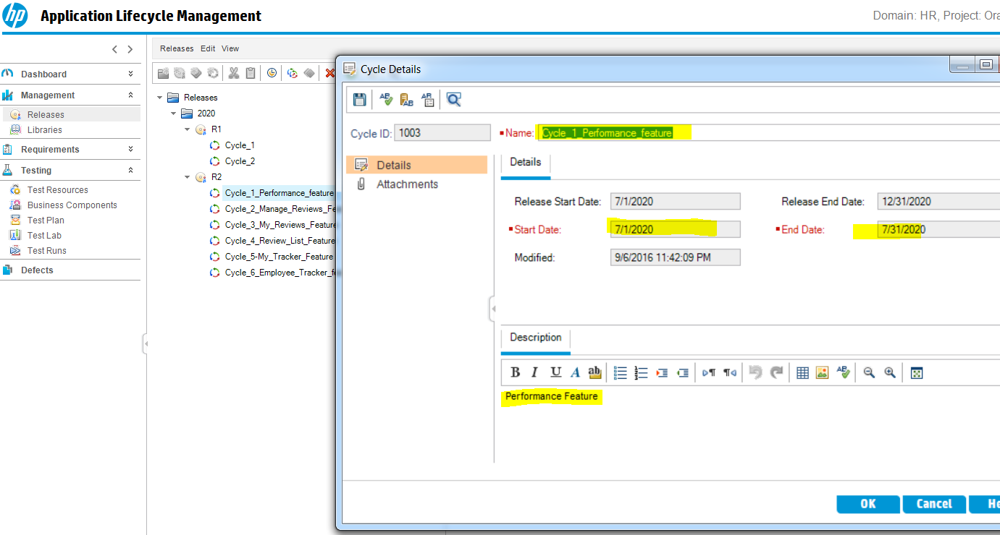 hp Application Lifecycle Management
Domain: HR, Project: Ora
Releases Edit View
Dashboard
Management
Releases
Libraries
Requirements
Testing
Test Resources
Business Components
Test Plan
Test Lab
Test Runs
Defects
Releases
2020
R1
Cycle_1
Cycle_2
R2
Cycle_1_Performance_feature
Cycle_2_Manage_Reviews_Fe
Cycle_3_My_Reviews_Feature
Cycle_4_Review_List_Feature
Cycle_5-My_Tracker_Feature
Cycle_6_Employee_Tracker_fe
Cycle Details
Cycle ID: 1003 Name: Cycle_1_Performance_feature
Details
Attachments
Details
Release Start Date: 7/1/2020 Release End Date: 12/31/2020
Start Date: 7/1/2020 End Date: 7/31/2020
Modified: 9/6/2016 11:42:09 PM
Description
B I U A ab
Performance Feature
OK Cancel He